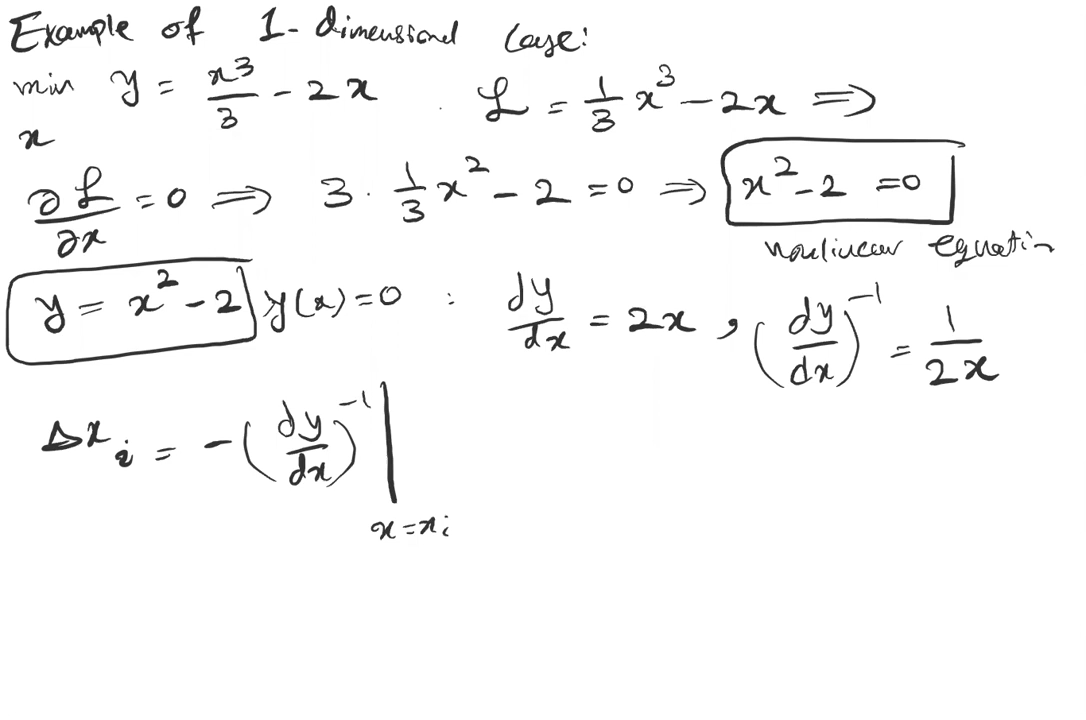 Example of 1-dimensional case:
min x y = x³/3 - 2x . ℒ = 1/3 x³ - 2x ⇒
∂ℒ/∂x = 0 ⇒ 3 · 1/3 x² - 2 = 0 ⇒ x² - 2 = 0
nonlinear equation
y = x² - 2 y(x) = 0 : dy/dx = 2x , (dy/dx)⁻¹ = 1/2x
Δxᵢ = -(dy/dx)⁻¹ | x = xᵢ